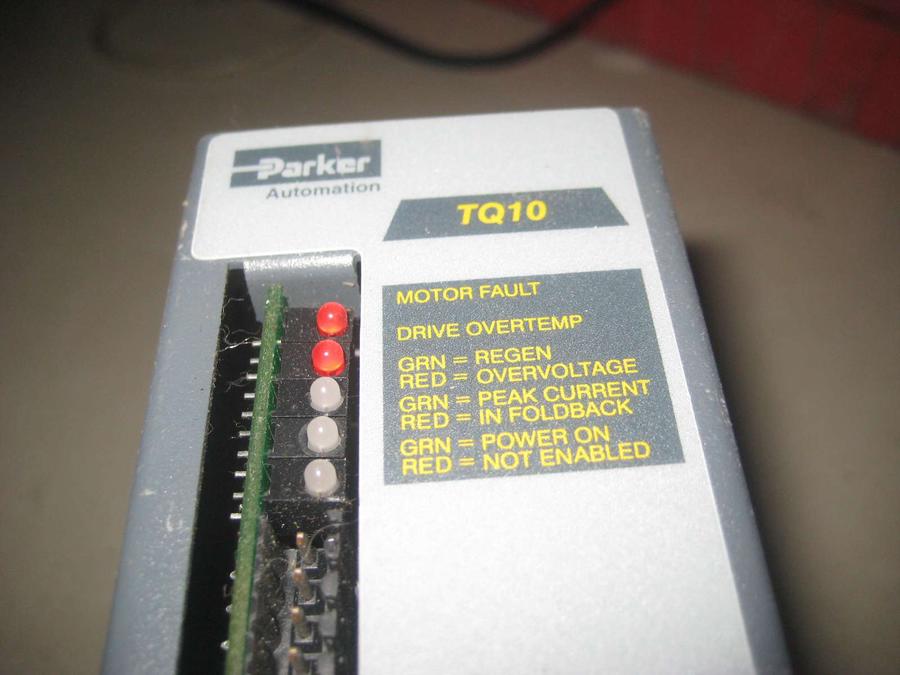 Parker
Automation
TQ10
MOTOR FAULT
DRIVE OVERTEMP
GRN = REGEN
RED = OVERVOLTAGE
GRN = PEAK CURRENT
RED = IN FOLDBACK
GRN = POWER ON
RED = NOT ENABLED